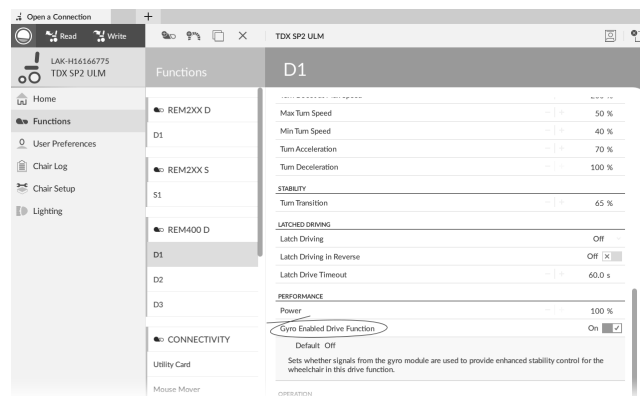 Open a Connection
Read
Write
TDX SP2 ULM
LAK-H16166775
TDX SP2 ULM
Functions
D1
Home
Functions
User Preferences
Chair Log
Chair Setup
Lighting
REM2XX D
D1
REM2XX S
S1
REM400 D
D1
D2
D3
CONNECTIVITY
Utility Card
Mouse Mover
Max Turn Speed - + 50 %
Min Turn Speed - + 40 %
Turn Acceleration - + 70 %
Turn Deceleration 100 %
STABILITY
Turn Transition - + 65 %
LATCHED DRIVING
Latch Driving Off
Latch Driving in Reverse Off
Latch Drive Timeout - + 60.0 s
PERFORMANCE
Power - + 100 %
Gyro Enabled Drive Function On
Default Off
Sets whether signals from the gyro module are used to provide enhanced stability control for the
wheelchair in this drive function.
OPERATION